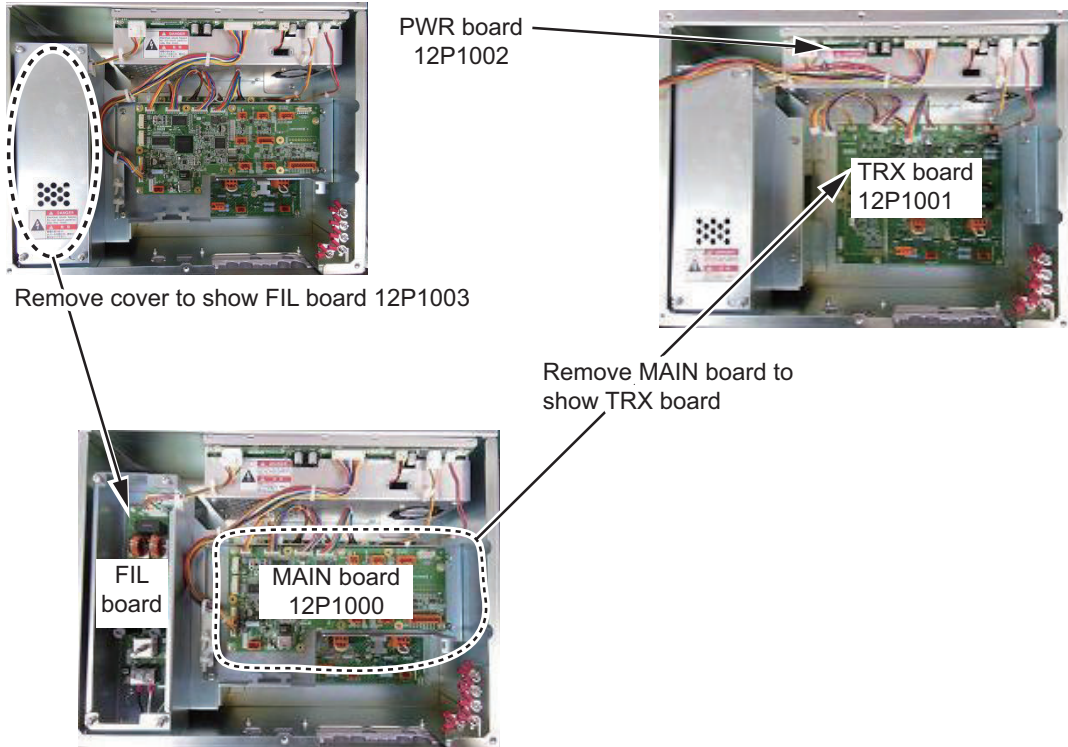 PWR board
12P1002
DANGER
TRX board
12P1001
Remove cover to show FIL board 12P1003
Remove MAIN board to
show TRX board
FIL
board
MAIN board
12P1000